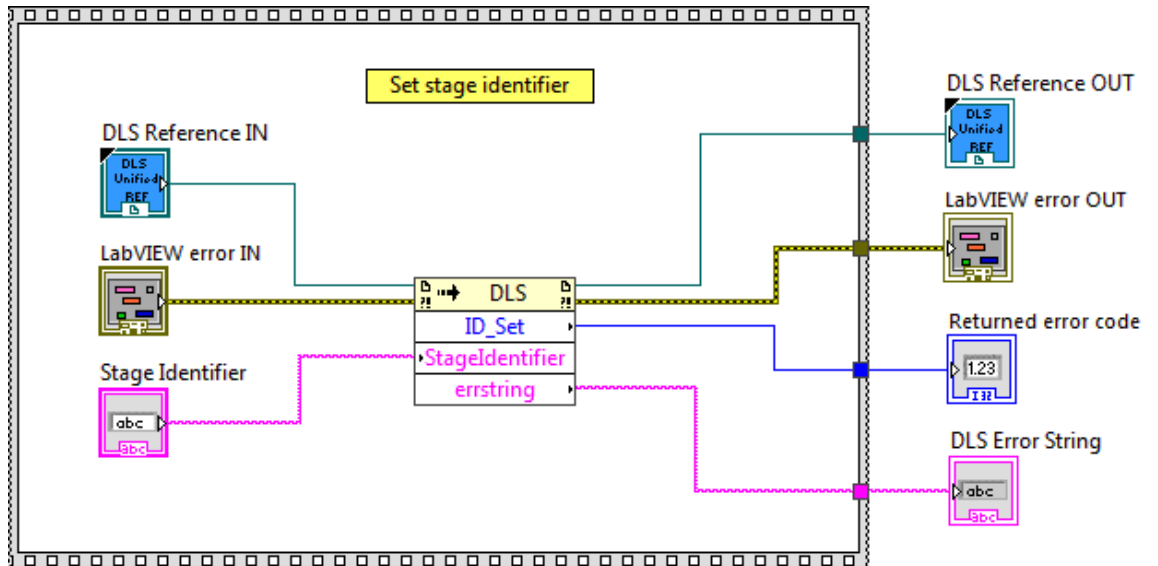 Set stage identifier
DLS Reference OUT
DLS
Unified
REF
DLS Reference IN
DLS
Unified
REF
LabVIEW error OUT
LabVIEW error IN
DLS
ID_Set
StageIdentifier
errstring
Returned error code
1.23
I32
Stage Identifier
abc
abc
DLS Error String
abc
abc